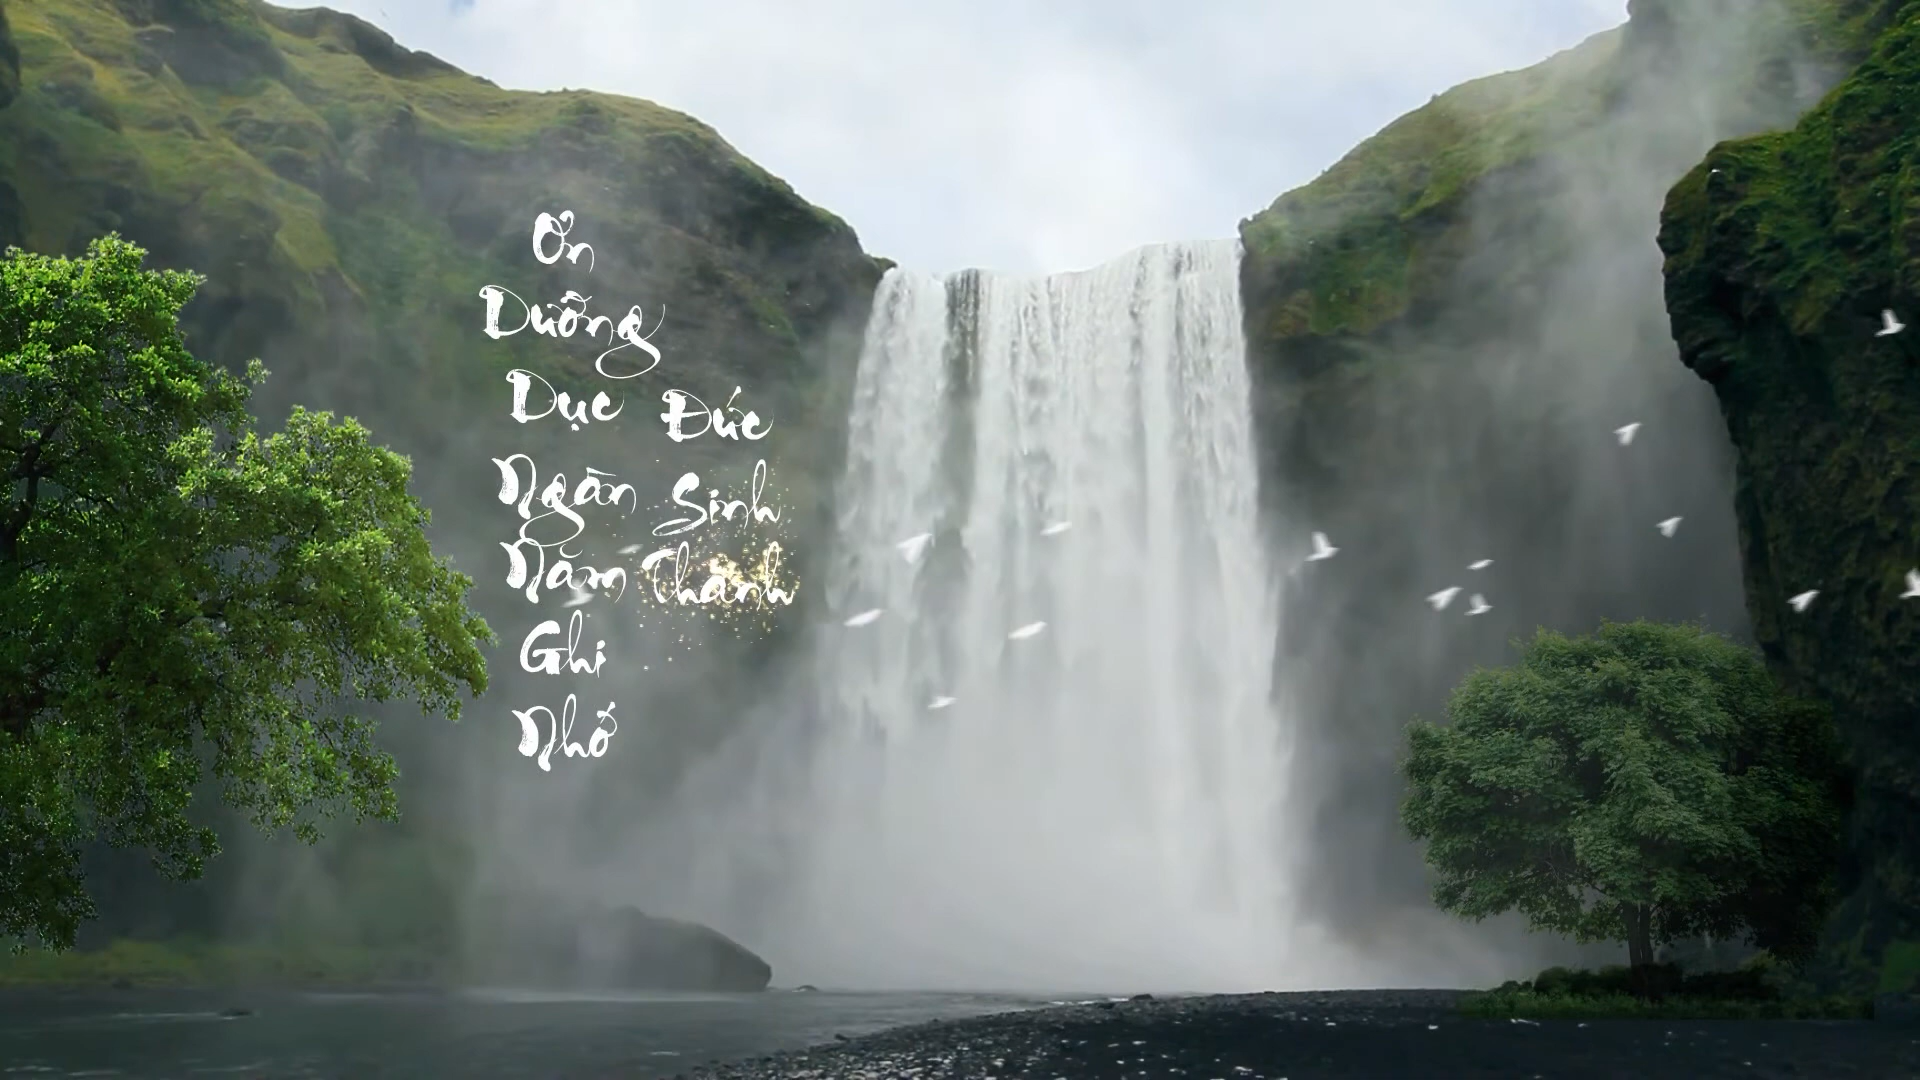 Ơn
Dưỡng
Dục
Ngàn
Năm
Ghi
Nhớ
Đức
Sinh
Thành